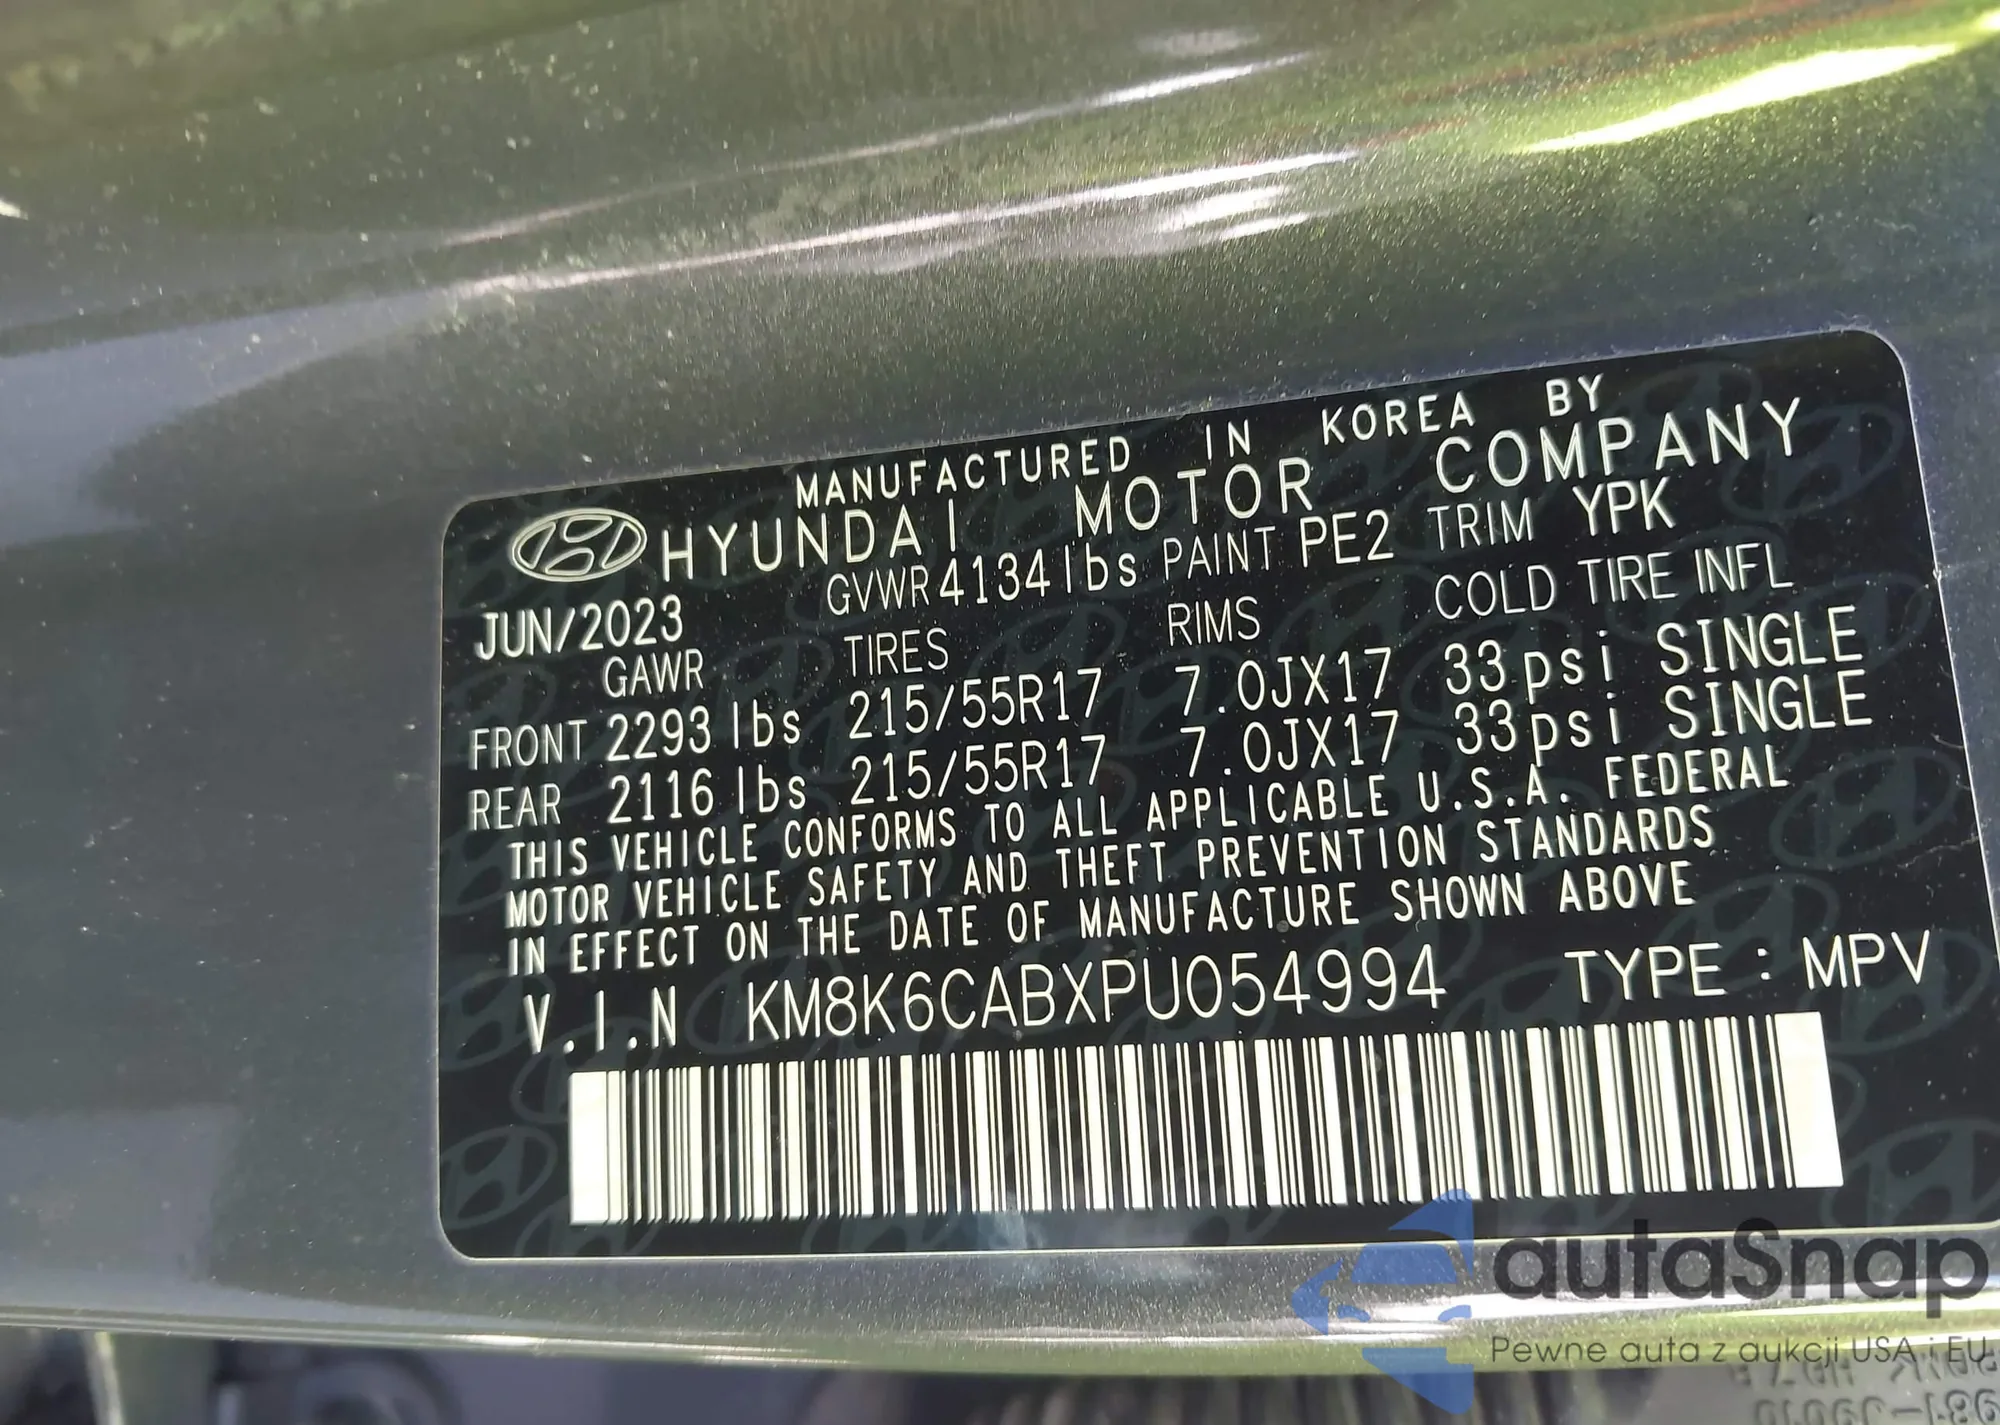 MANUFACTURED IN KOREA BY
HYUNDAI MOTOR COMPANY
JUN/2023 GVWR 4134 lbs PAINT PE2 TRIM YPK
GAWR TIRES RIMS COLD TIRE INFL
FRONT 2293 lbs 215/55R17 7.0JX17 33psi SINGLE
REAR 2116 lbs 215/55R17 7.0JX17 33psi SINGLE
THIS VEHICLE CONFORMS TO ALL APPLICABLE U.S.A. FEDERAL
MOTOR VEHICLE SAFETY AND THEFT PREVENTION STANDARDS
IN EFFECT ON THE DATE OF MANUFACTURE SHOWN ABOVE
V.I.N KM8K6CABXPU054994 TYPE : MPV
autaSnap
Pewne auta z aukcji USA i EU